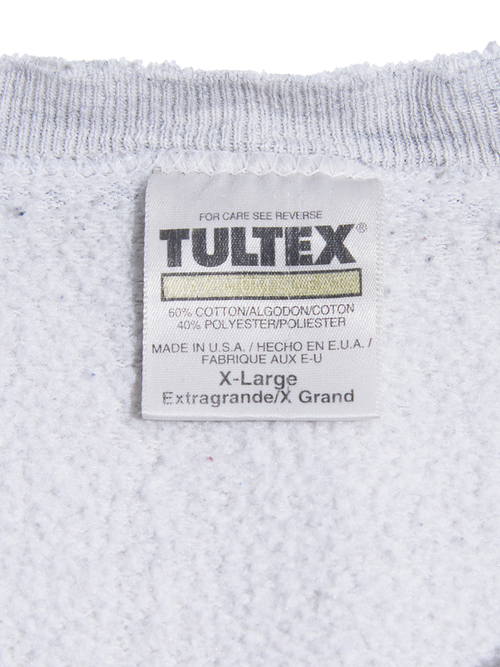 FOR CARE SEE REVERSE
TULTEX®
60% COTTON/ALGODON/COTON
40% POLYESTER/POLIESTER
MADE IN U.S.A. / HECHO EN E.U.A. /
FABRIQUE AUX E-U
X-Large
Extragrande/X Grand